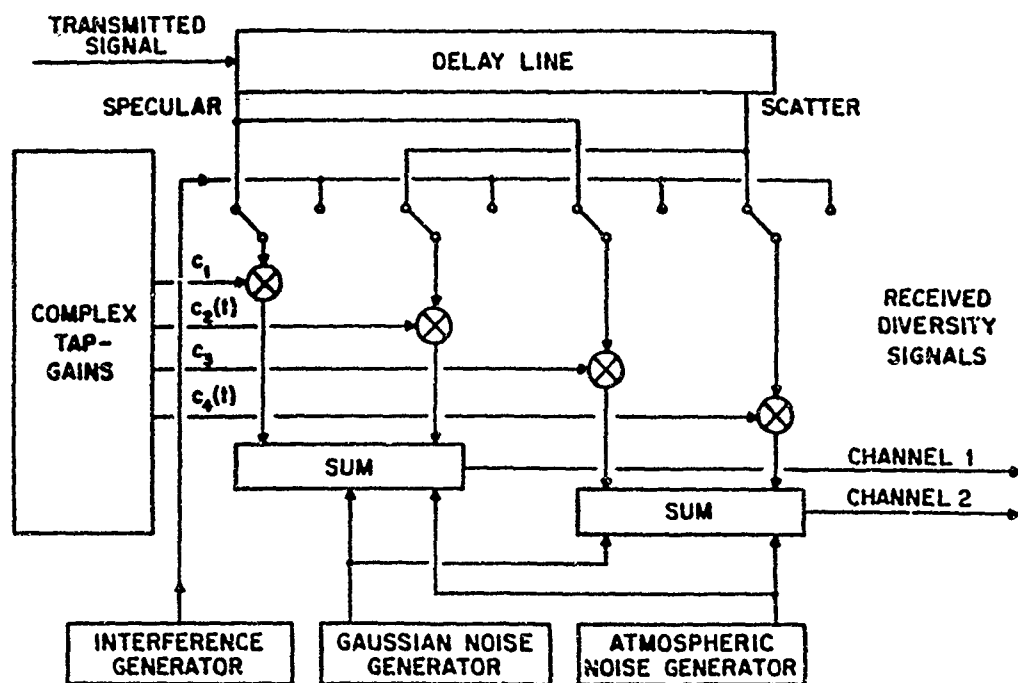 TRANSMITTED
SIGNAL
DELAY LINE
SPECULAR
SCATTER
COMPLEX
TAP-
GAINS
c₁
c₂(t)
c₃
c₄(t)
RECEIVED
DIVERSITY
SIGNALS
SUM
CHANNEL 1
SUM
CHANNEL 2
INTERFERENCE
GENERATOR
GAUSSIAN NOISE
GENERATOR
ATMOSPHERIC
NOISE GENERATOR